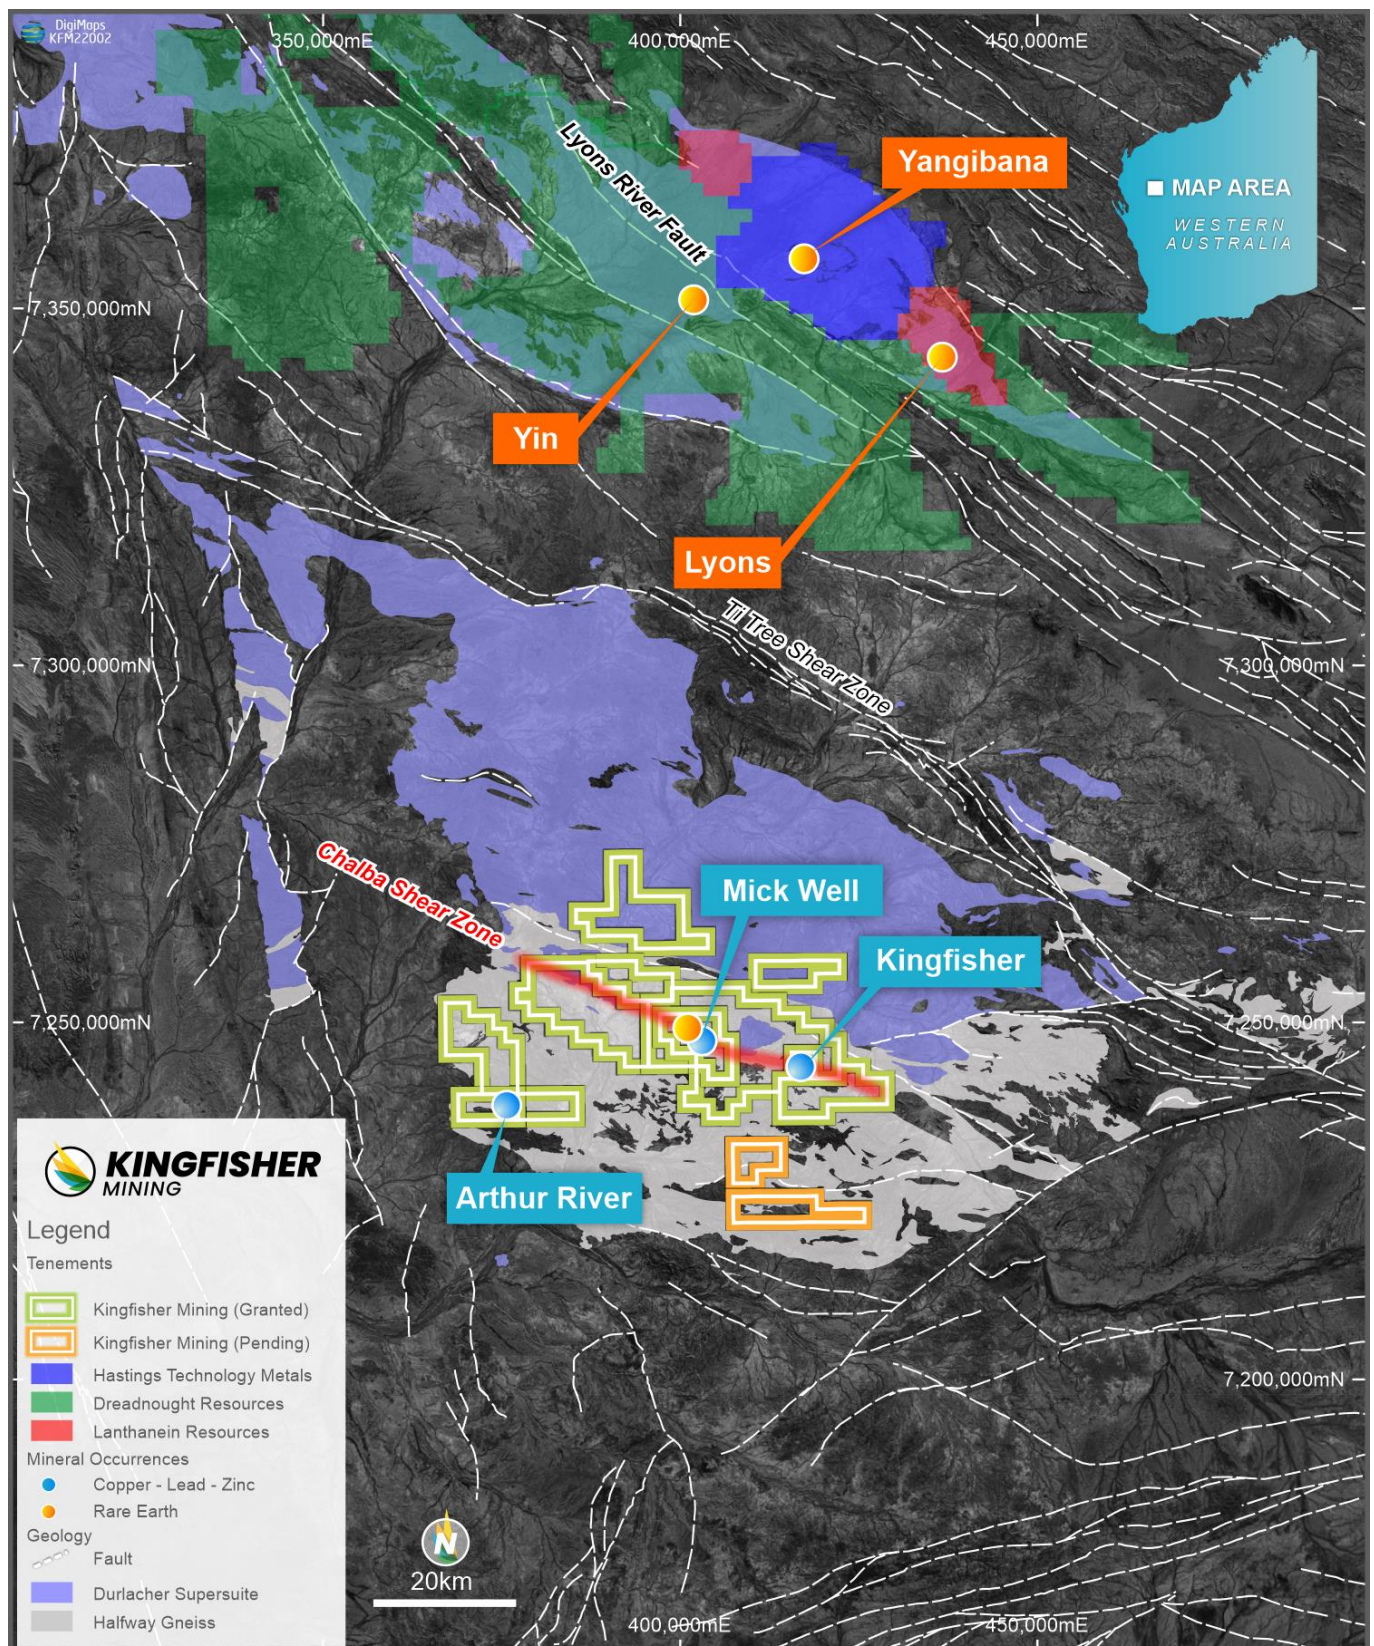 DigiMaps
KFM22002
350,000mE
400,000mE
450,000mE
Lyons River Fault
Yangibana
MAP AREA
WESTERN
AUSTRALIA
7,350,000mN
Yin
Lyons
Ti Tree Shear Zone
7,300,000mN
7,300,000mN
Chalba Shear Zone
Mick Well
Kingfisher
7,250,000mN
7,250,000mN
Arthur River
KINGFISHER
MINING
Legend
Tenements
Kingfisher Mining (Granted)
Kingfisher Mining (Pending)
Hastings Technology Metals
Dreadnought Resources
Lanthanein Resources
Mineral Occurrences
Copper - Lead - Zinc
Rare Earth
Geology
Fault
Durlacher Supersuite
Halfway Gneiss
7,200,000mN
N
20km
400,000mE
450,000mE